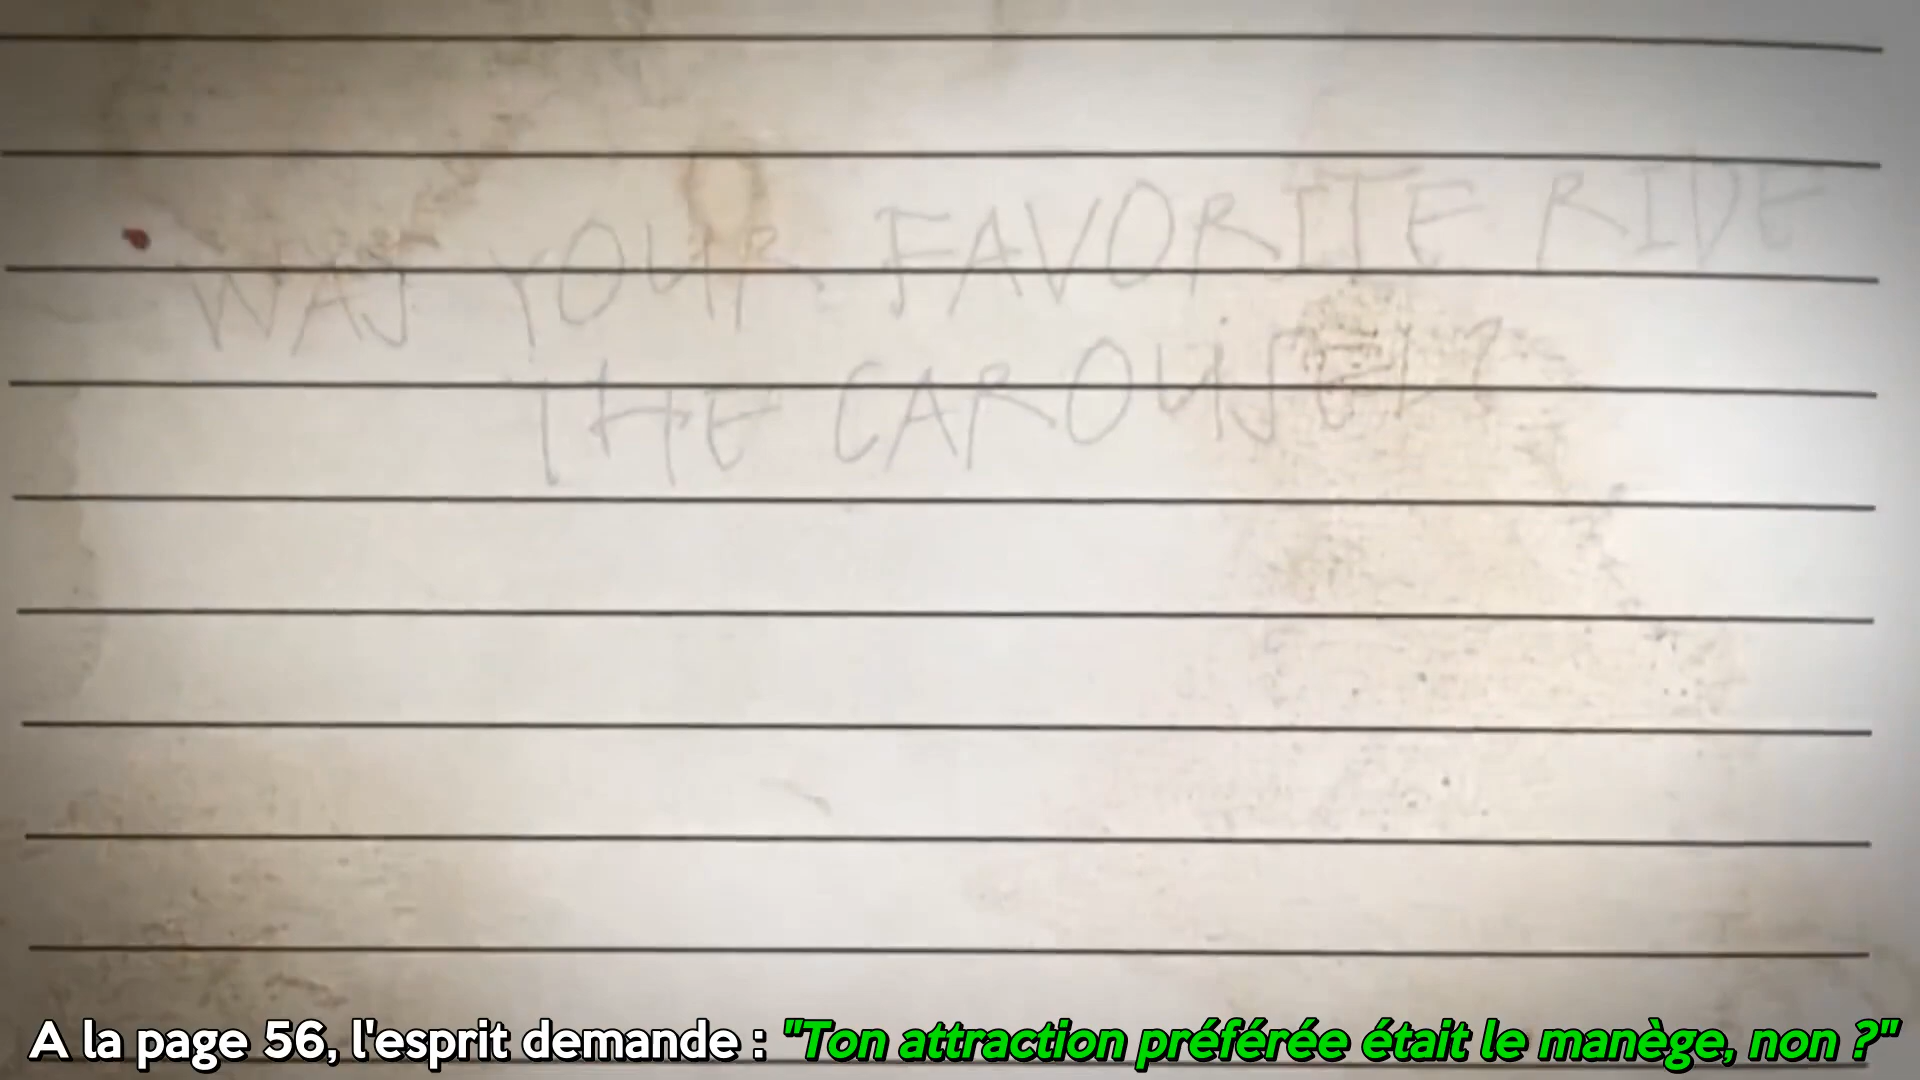 WAS YOUR FAVORITE RIDE
THE CAROUSEL?
A la page 56, l'esprit demande : "Ton attraction préférée était le manège, non ?"